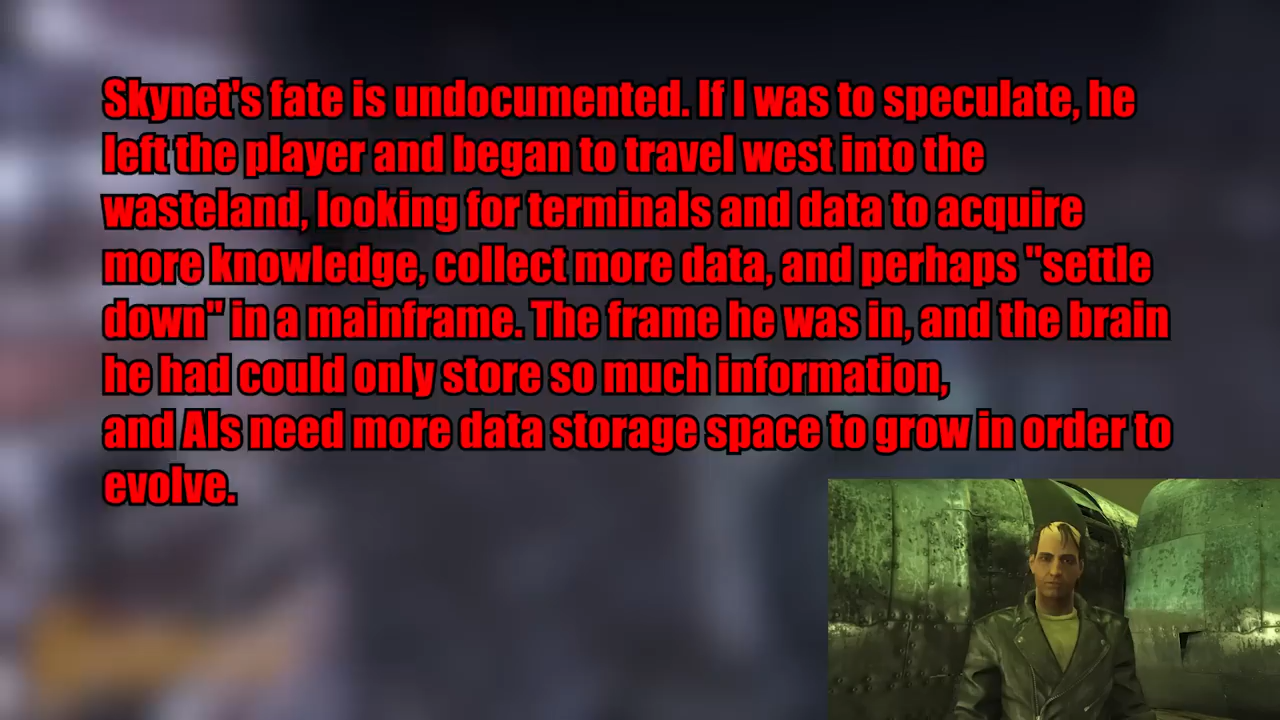 Skynet's fate is undocumented. If I was to speculate, he
left the player and began to travel west into the
wasteland, looking for terminals and data to acquire
more knowledge, collect more data, and perhaps "settle
down" in a mainframe. The frame he was in, and the brain
he had could only store so much information,
and AIs need more data storage space to grow in order to
evolve.